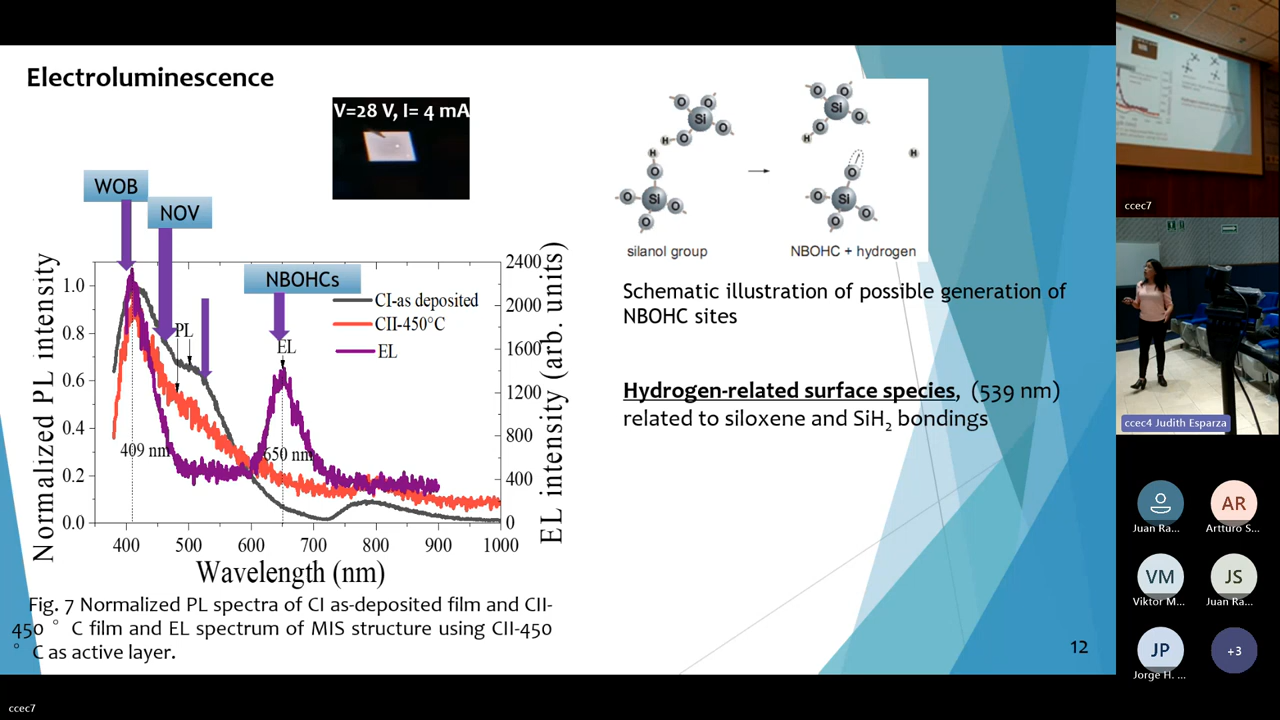 Electroluminescence
V=28 V, I= 4 mA
WOB
NOV
NBOHCs
CI-as deposited
CII-450°C
EL
PL
EL
409 nm
650 nm
Normalized PL intensity
1.0
0.8
0.6
0.4
0.2
0.0
2400
2000
1600
1200
800
400
0
EL intensity (arb. units)
400 500 600 700 800 900 1000
Wavelength (nm)
Fig. 7 Normalized PL spectra of CI as-deposited film and CII-
450 ° C film and EL spectrum of MIS structure using CII-450
° C as active layer.
O O Si O O H
H O O Si O O
silanol group
O O Si O O H
H
O O Si O O
NBOHC + hydrogen
Schematic illustration of possible generation of
NBOHC sites
Hydrogen-related surface species, (539 nm)
related to siloxene and SiH₂ bondings
12
ccec7
ccec4 Judith Esparza
Juan Ra...
AR
Artturo S...
VM
Viktor M...
JS
Juan Ra...
JP
Jorge H. ...
+3
ccec7